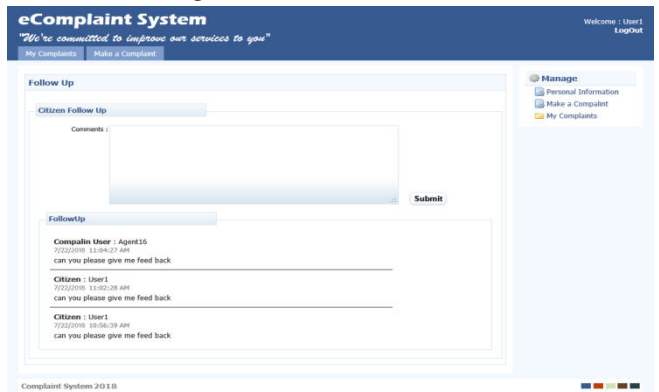 eComplaint System
"We're committed to improve our services to you"
Welcome : User1
LogOut
My Complaints Make a Complaint
Follow Up
Citizen Follow Up
Comments :
Submit
FollowUp
Compalin User : Agent16
7/22/2018 11:04:27 AM
can you please give me feed back
Citizen : User1
7/22/2018 11:02:28 AM
can you please give me feed back
Citizen : User1
7/22/2018 10:56:39 AM
can you please give me feed back
Manage
Personal Information
Make a Compalint
My Complaints
Complaint System 2018